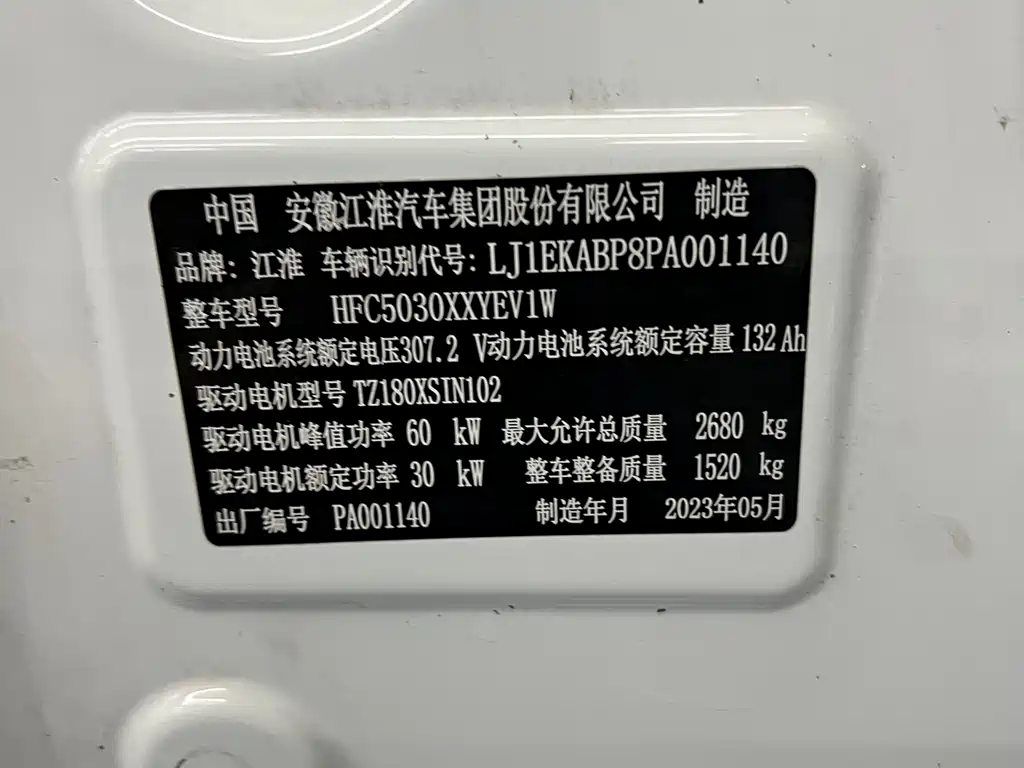 中国 安徽江淮汽车集团股份有限公司 制造
品牌: 江淮 车辆识别代号: LJ1EKABP8PA001140
整车型号 HFC5030XXYEV1W
动力电池系统额定电压307.2 V动力电池系统额定容量 132 Ah
驱动电机型号 TZ180XSIN102
驱动电机峰值功率 60 kW 最大允许总质量 2680 kg
驱动电机额定功率 30 kW 整车整备质量 1520 kg
出厂编号 PA001140 制造年月 2023年05月